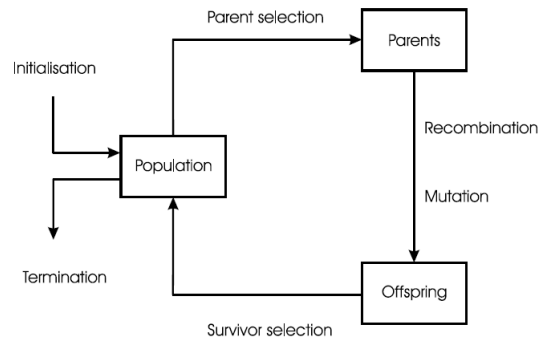 Parent selection
Parents
Initialisation
Recombination
Population
Mutation
Termination
Offspring
Survivor selection